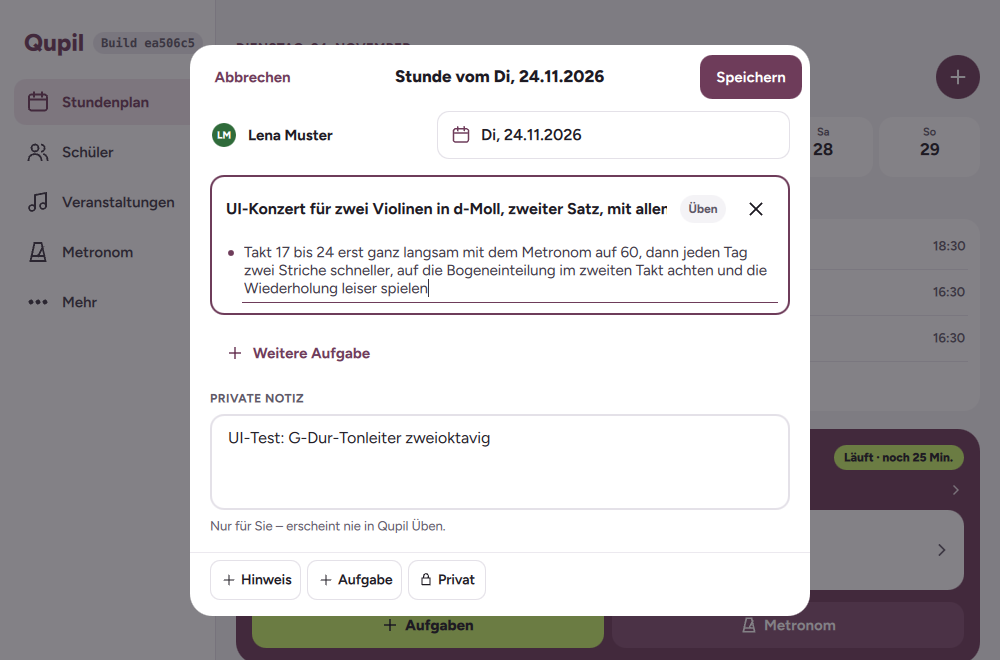 Qupil
Build ea506c5
Stundenplan
Schüler
Veranstaltungen
Metronom
Mehr
Abbrechen
Stunde vom Di, 24.11.2026
Speichern
LM
Lena Muster
Di, 24.11.2026
UI-Konzert für zwei Violinen in d-Moll, zweiter Satz, mit allen
Üben
Takt 17 bis 24 erst ganz langsam mit dem Metronom auf 60, dann jeden Tag
zwei Striche schneller, auf die Bogeneinteilung im zweiten Takt achten und die
Wiederholung leiser spielen
Weitere Aufgabe
PRIVATE NOTIZ
UI-Test: G-Dur-Tonleiter zweioktavig
Nur für Sie – erscheint nie in Qupil Üben.
Hinweis
Aufgabe
Privat
Sa
28
So
29
18:30
16:30
16:30
Läuft · noch 25 Min.
Aufgaben
Metronom